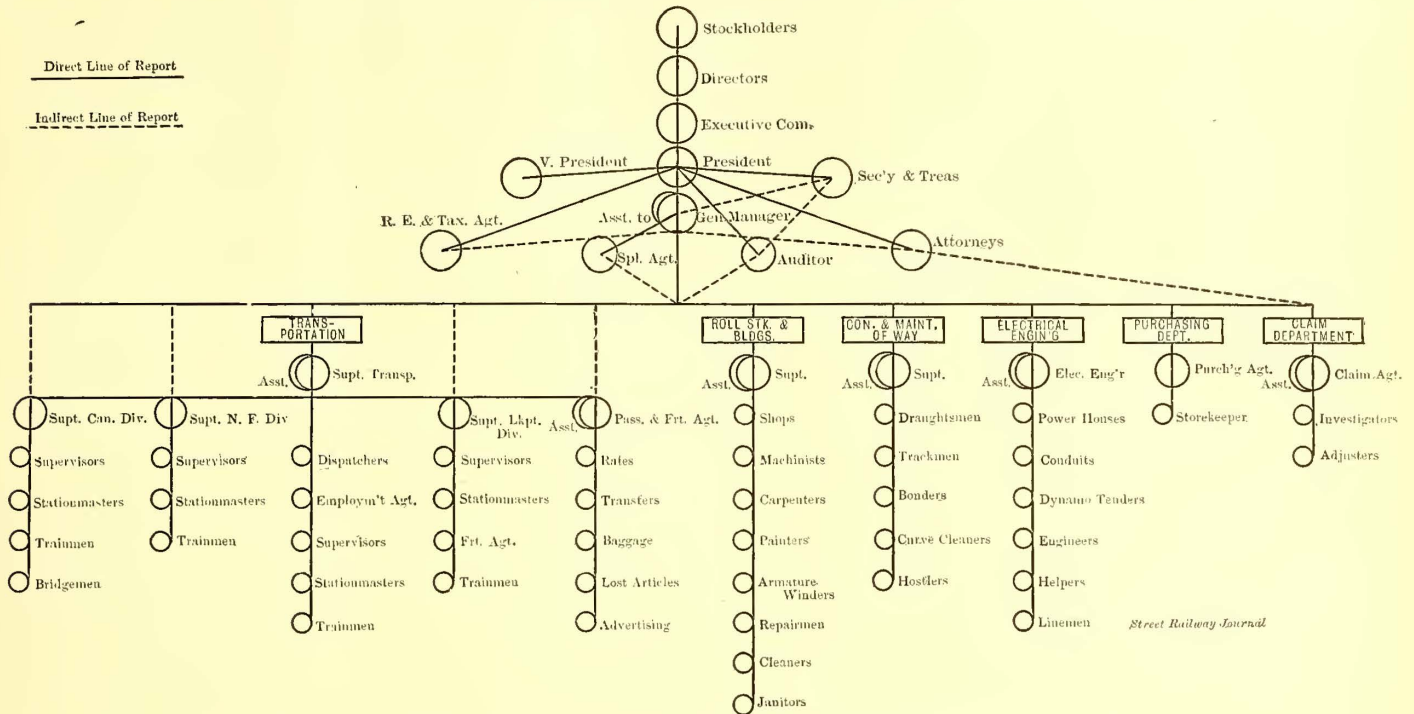 Stockholders
Direct Line of Report
Directors
Indirect Line of Report
Executive Com.
V. President
President
Sec'y & Treas
R. E. & Tax. Agt.
Asst. to
Gen Manager
Attorneys
Spl. Agt.
Auditor
TRANS-
PORTATION
ROLL STK. &
BLDGS.
CON. & MAINT.
OF WAY
ELECTRICAL
ENGIN'G
PURCHASING
DEPT.
CLAIM
DEPARTMENT
Asst.
Supt. Transp.
Asst.
Supt.
Asst.
Supt.
Asst.
Elec. Eng'r
Purch'g Agt.
Asst.
Claim Agt.
Supt. Can. Div.
Supervisors
Stationmasters
Trainmen
Bridgemen
Supt. N. F. Div
Supervisors
Stationmasters
Trainmen
Dispatchers
Employm't Agt.
Supervisors
Stationmasters
Trainmen
Supt. Lkpt.
Div.
Supervisors
Stationmasters
Frt. Agt.
Trainmen
Asst.
Pass. & Frt. Agt.
Rates
Transfers
Baggage
Lost Articles
Advertising
Shops
Machinists
Carpenters
Painters
Armature
Winders
Repairmen
Cleaners
Janitors
Draughtsmen
Trackmen
Bonders
Curve Cleaners
Hostlers
Power Houses
Conduits
Dynamo Tenders
Engineers
Helpers
Linemen
Storekeeper
Investigators
Adjusters
Street Railway Journal